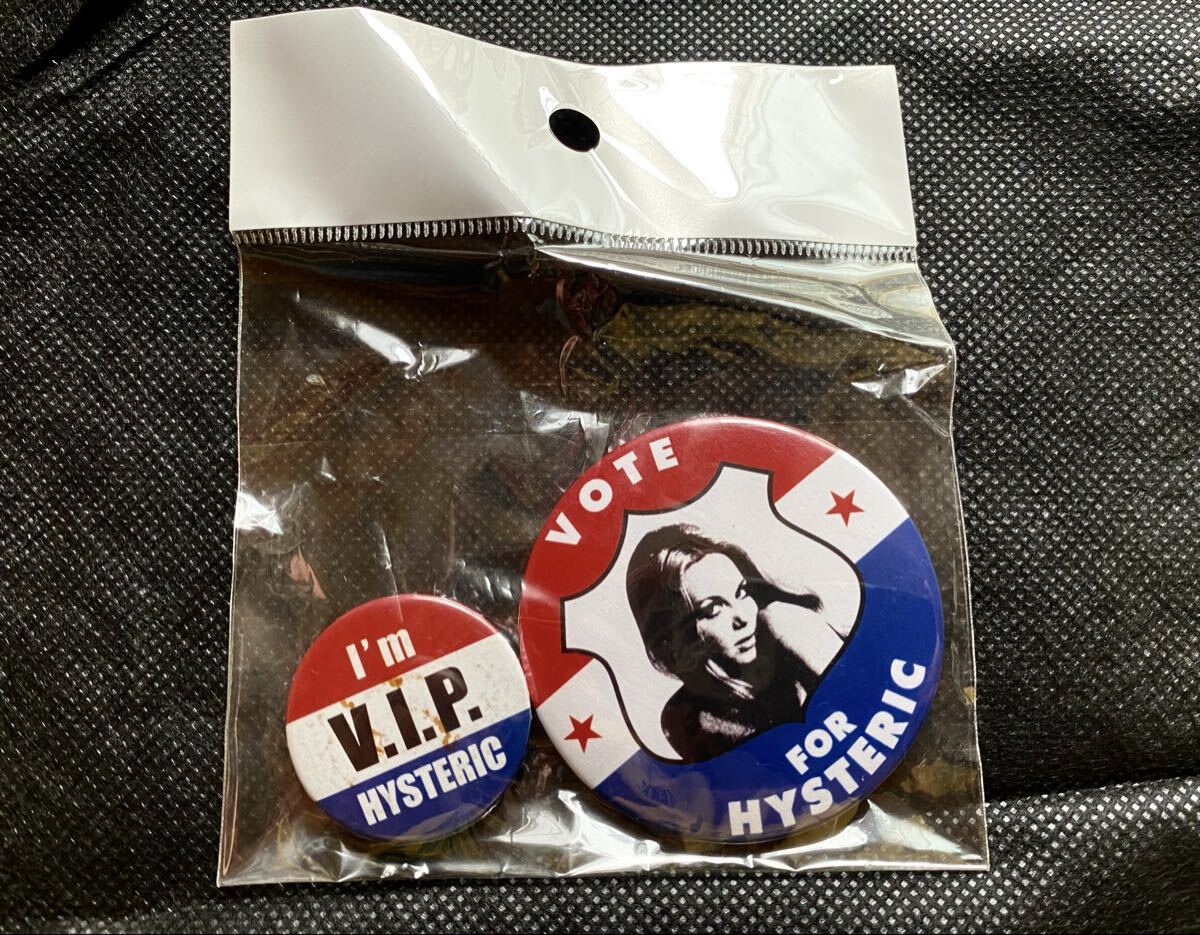 I'm
V.I.P.
HYSTERIC
VOTE
FOR
HYSTERIC